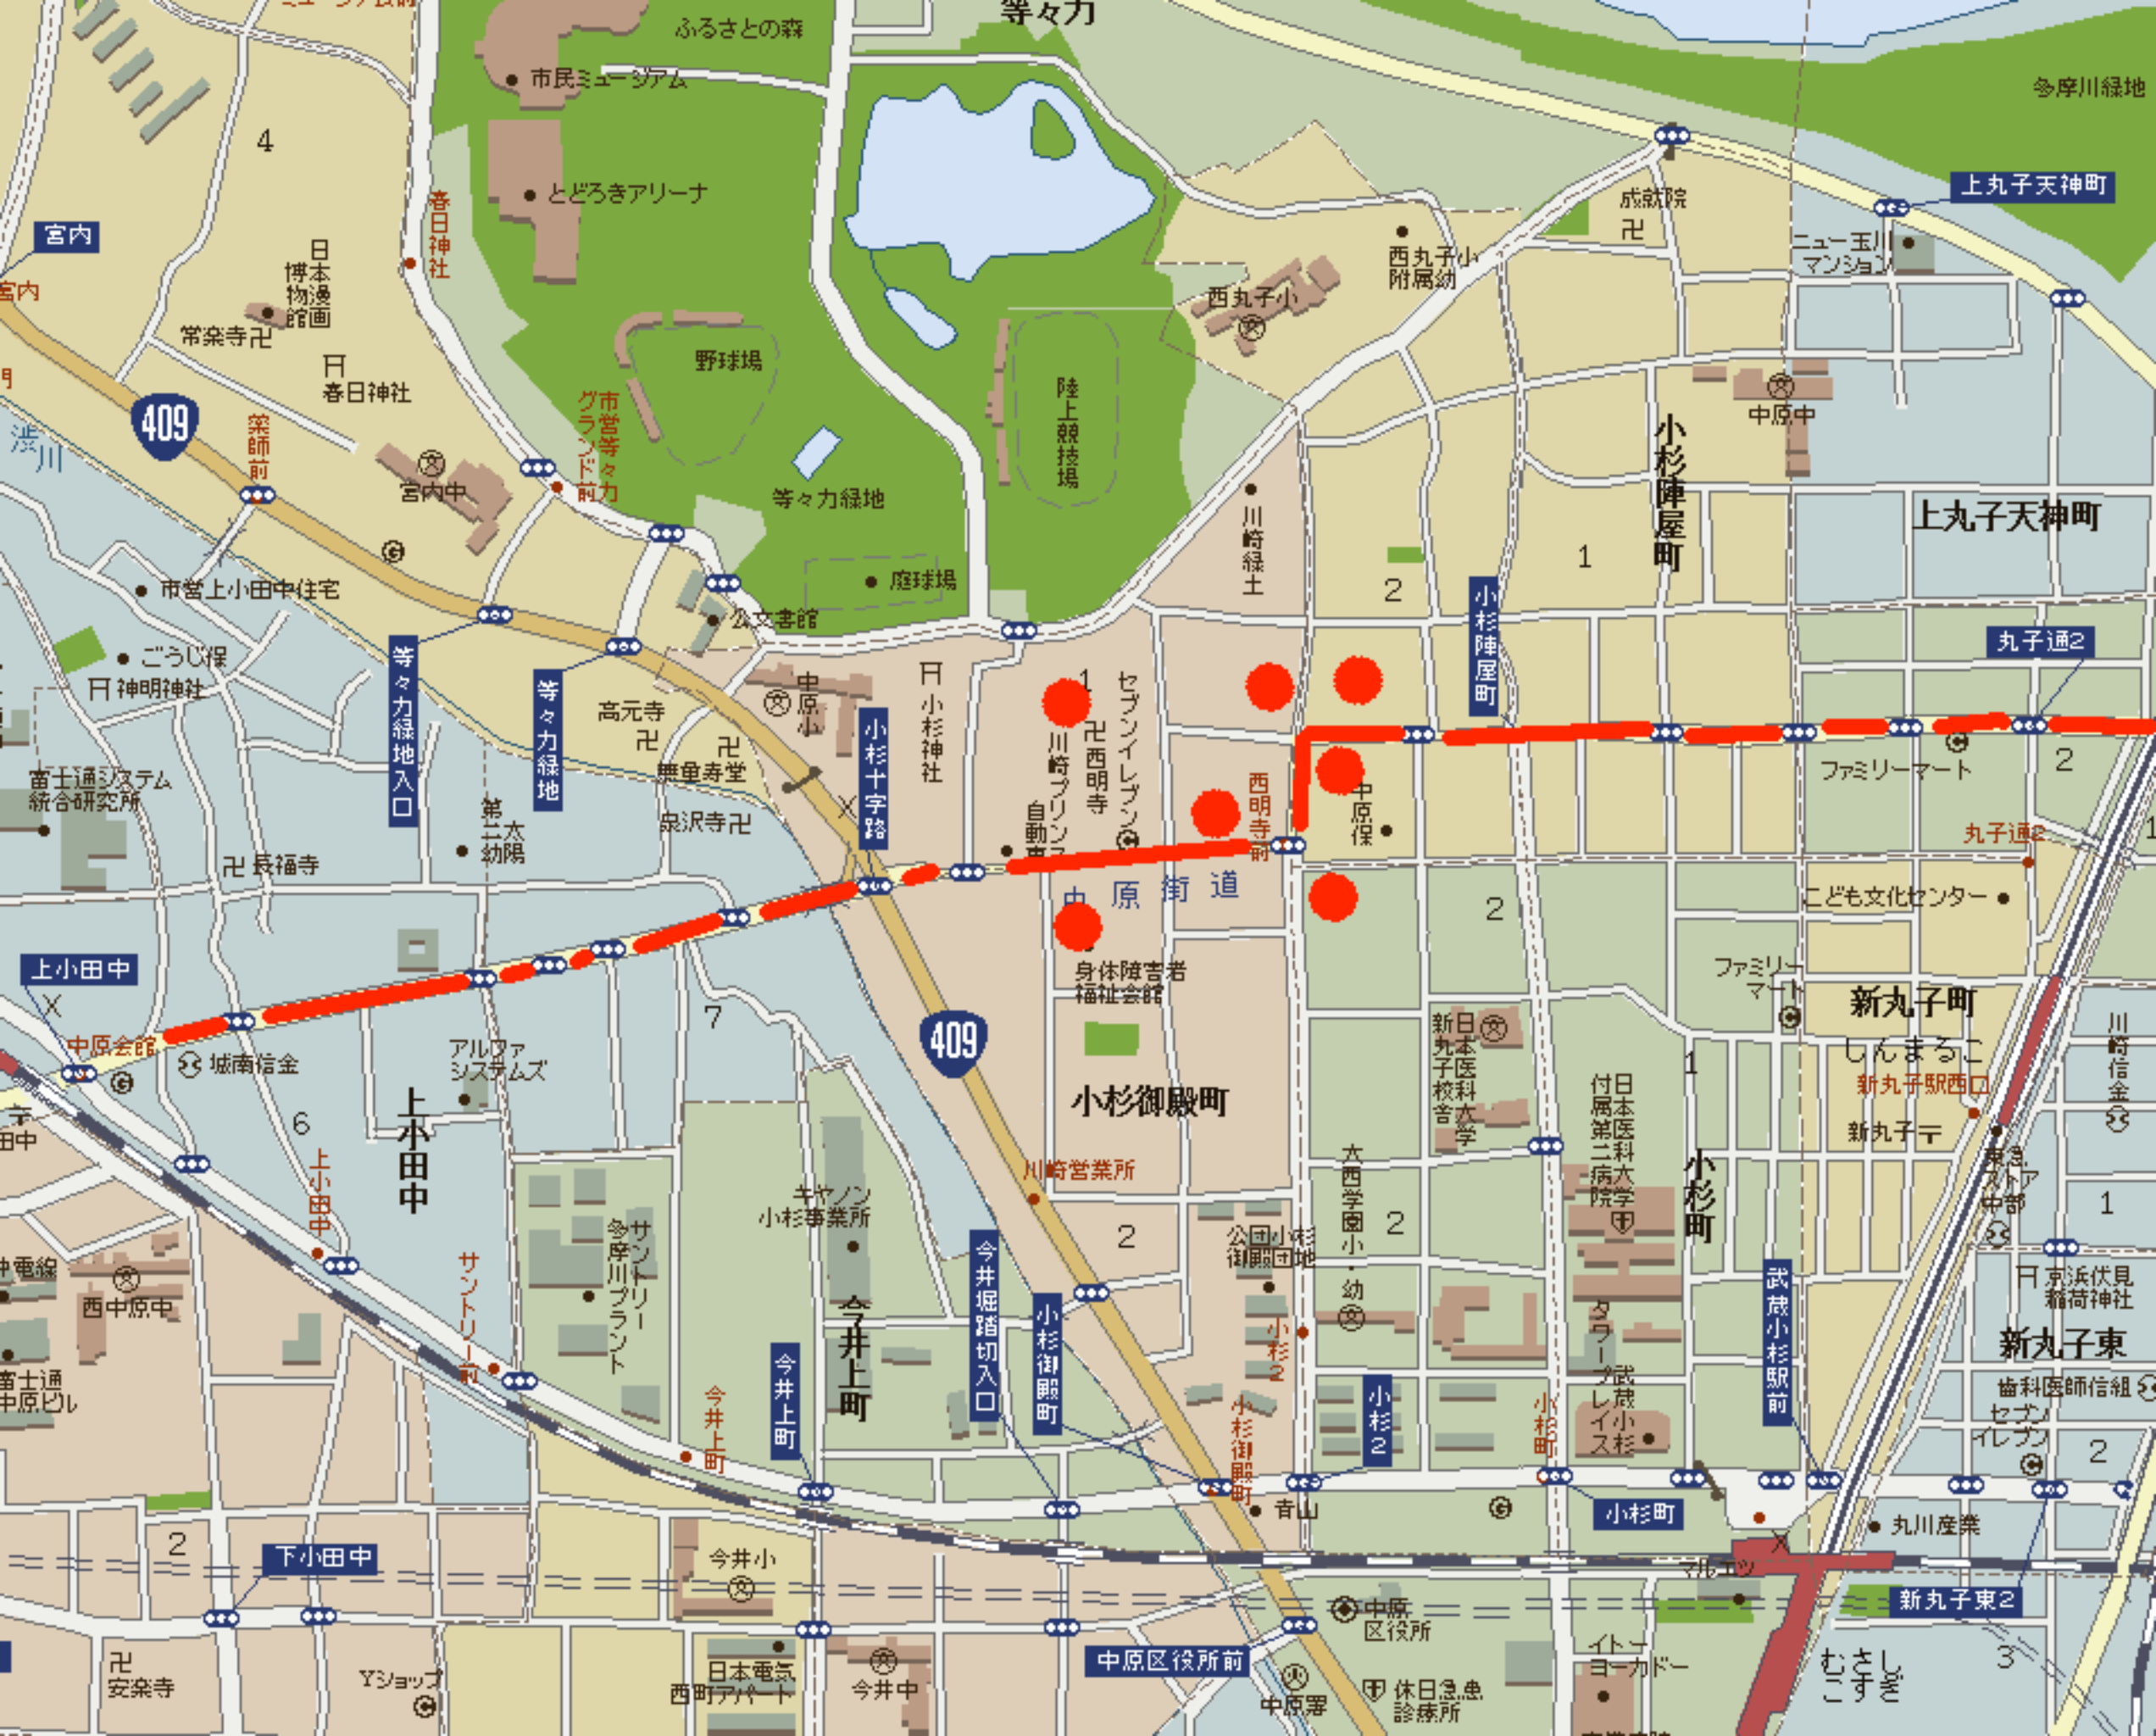 等々力
ふるさとの森
市民ミュージアム
多摩川緑地
4
とどろきアリーナ
春日神社
宮内
宮内
日本漫画
博物館
常楽寺
春日神社
成就院
上丸子天神町
ニュー玉川
マンション
西丸子小
附属幼
西丸子小
野球場
陸上競技場
409
薬師前
渋川
市営等々力
グランド前
宮内中
等々力緑地
川崎緑土
中原中
小杉陣屋町
上丸子天神町
1
2
市営上小田中住宅
庭球場
公文書館
小杉陣屋町
丸子通2
ごうじ保
神明神社
等々力緑地入口
等々力緑地
高元寺
無量寿堂
中原小
小杉十字路
小杉神社
1
川崎プリンス
自動車
西明寺
セブンイレブン
西明寺前
中原保
ファミリーマート
2
1
富士通システム
統合研究所
第二太陽
幼
泉沢寺
長福寺
丸子通2
こども文化センター
中原街道
2
上小田中
身体障害者
福祉会館
ファミリー
マート
新丸子町
しんまるこ
新丸子駅西口
新丸子〒
中原会館
城南信金
7
アルファ
システムズ
409
小杉御殿町
日本医科大学
新丸子校舎
日本医科大学
付属第二病院
1
川崎信金
6
上小田中
上小田中
川崎営業所
小杉町
東急
ストア
中部
1
キヤノン
小杉事業所
2
公団小杉
御殿団地
大西学園小・幼
2
サントリー
多摩川プラント
サントリー前
西中原中
今井上町
今井堀踏切入口
小杉御殿町
小杉2
武蔵小杉
タワープレイス
武蔵小杉駅前
京浜伏見
稲荷神社
新丸子東
富士通
中原ビル
今井上町
今井上町
小杉御殿町
小杉2
小杉町
歯科医師信組
セブン
イレブン
2
青山
小杉町
丸川産業
2
下小田中
今井小
マルエツ
新丸子東2
中原
区役所
中原区役所前
安楽寺
Yショップ
日本電気
西町アパート
今井中
中原署
休日急患
診療所
イトー
ヨーカドー
むさし
こすぎ
3